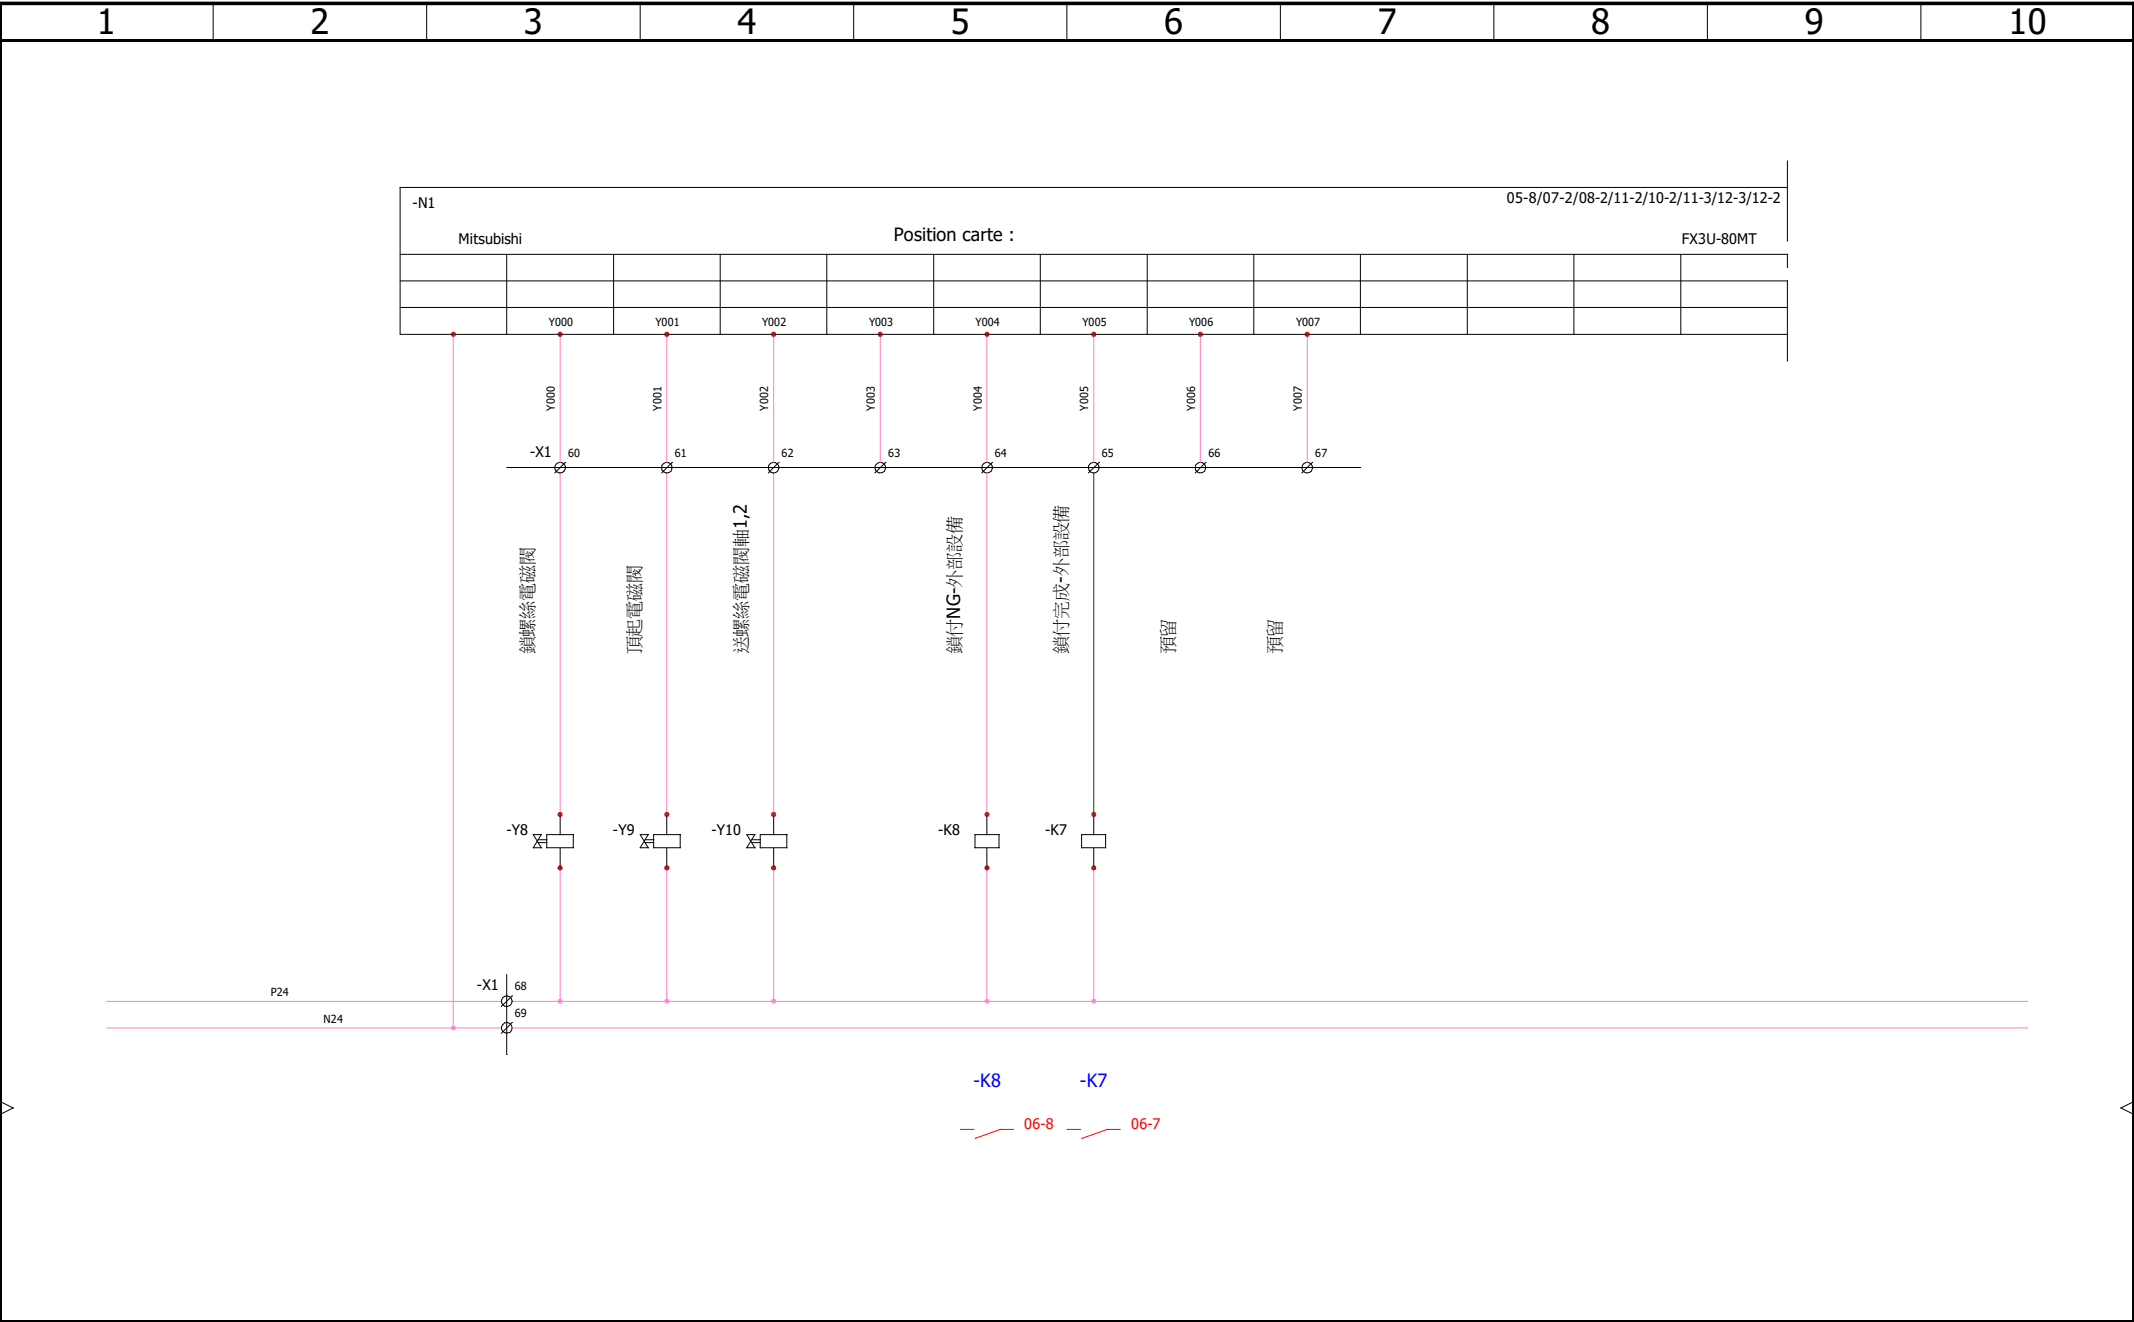 1 2 3 4 5 6 7 8 9 10
-N1 05-8/07-2/08-2/11-2/10-2/11-3/12-3/12-2
Mitsubishi Position carte : FX3U-80MT
Y000 Y001 Y002 Y003 Y004 Y005 Y006 Y007
Y000 Y001 Y002 Y003 Y004 Y005 Y006 Y007
-X1 60 61 62 63 64 65 66 67
鎖螺絲電磁閥
頂起電磁閥
送螺絲電磁閥軸1,2
鎖付NG-外部設備
鎖付完成-外部設備
預留
預留
-Y8 -Y9 -Y10 -K8 -K7
P24 -X1 68
N24 69
-K8 -K7
06-8 06-7